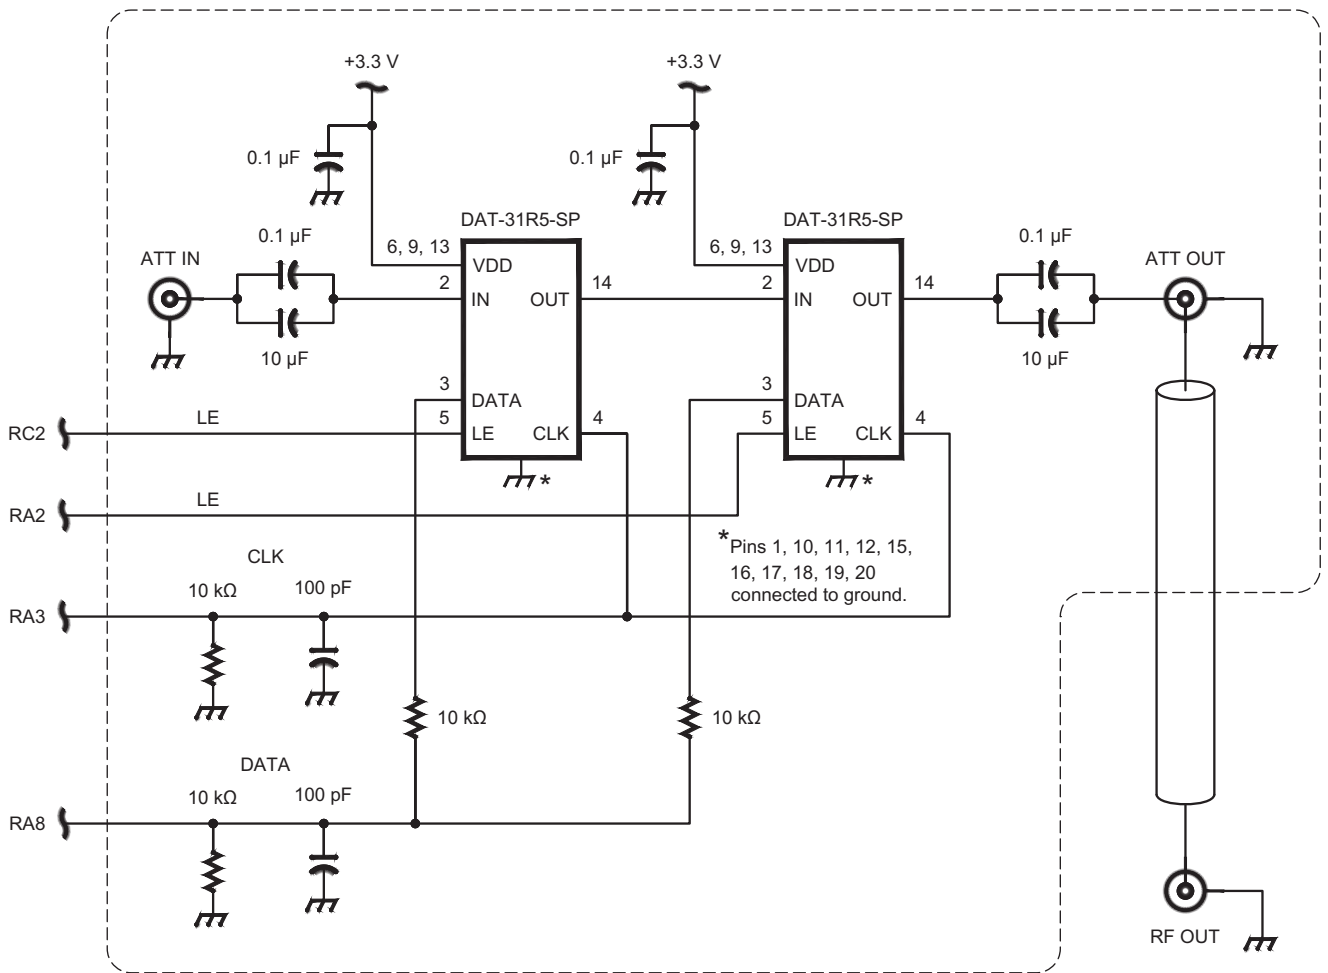 +3.3 V
+3.3 V
0.1 µF
0.1 µF
DAT-31R5-SP
DAT-31R5-SP
ATT IN
0.1 µF
10 µF
6, 9, 13
VDD
2
IN
OUT
14
3
DATA
5
LE
CLK
4
*
6, 9, 13
VDD
2
IN
OUT
14
3
DATA
5
LE
CLK
4
*
0.1 µF
10 µF
ATT OUT
RC2
LE
RA2
LE
*Pins 1, 10, 11, 12, 15,
16, 17, 18, 19, 20
connected to ground.
CLK
10 kΩ
100 pF
RA3
10 kΩ
10 kΩ
DATA
10 kΩ
100 pF
RA8
RF OUT